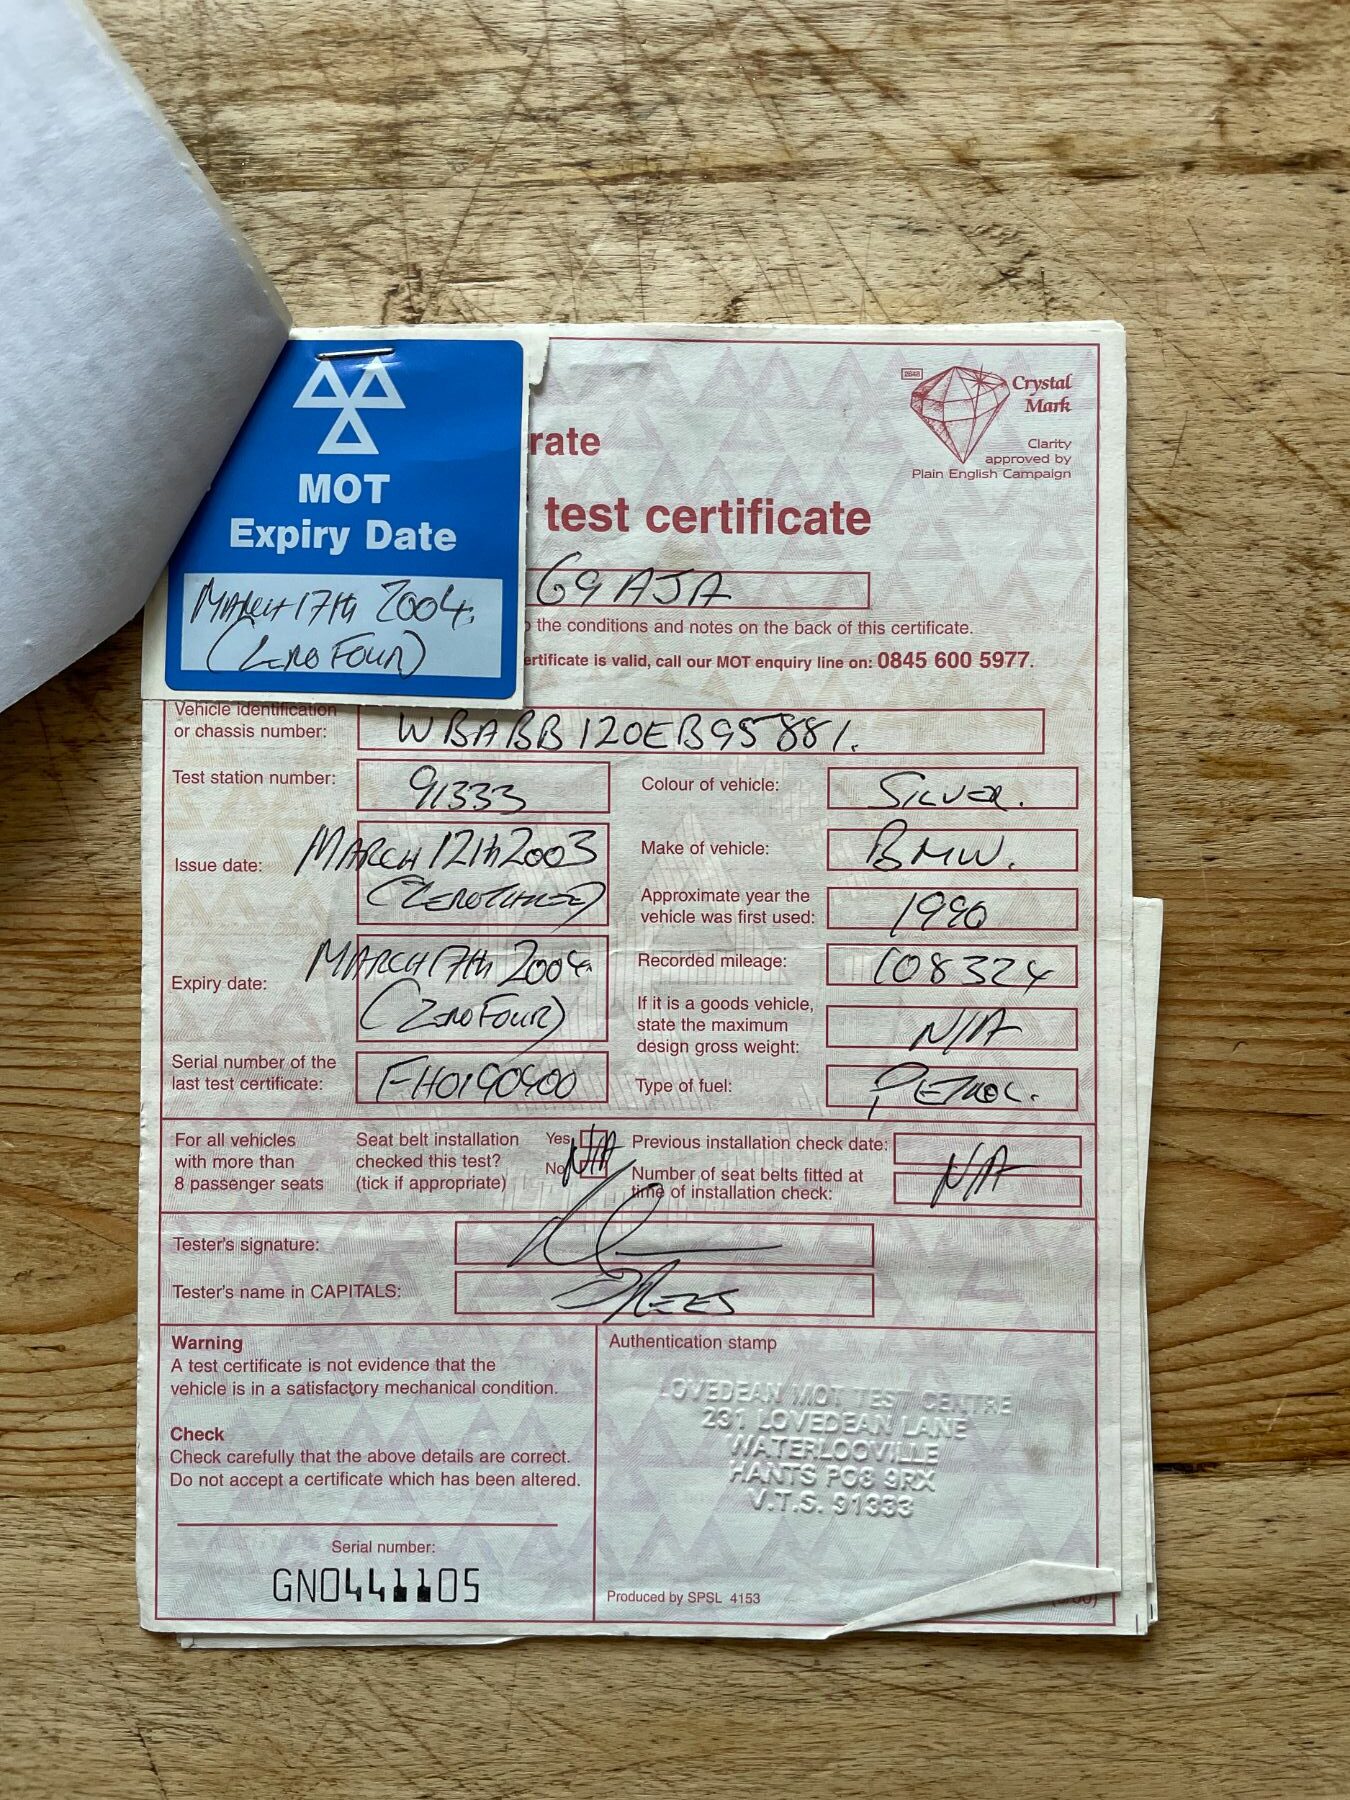 MOT
Expiry Date
MARCH 17th 2004.
(ZERO FOUR)
2848
Crystal
Mark
Clarity
approved by
Plain English Campaign
rate
test certificate
G9 AJA
the conditions and notes on the back of this certificate.
ertificate is valid, call our MOT enquiry line on: 0845 600 5977.
Vehicle identification
or chassis number:
WBABB120EB95881.
Test station number:
91333
Colour of vehicle:
SILVER.
Issue date:
MARCH 12th 2003
(ZERO THREE)
Make of vehicle:
BMW.
Approximate year the
vehicle was first used:
1990
Expiry date:
MARCH 17th 2004.
(ZERO FOUR)
Recorded mileage:
108324
If it is a goods vehicle,
state the maximum
design gross weight:
N/A
Serial number of the
last test certificate:
FH0190900
Type of fuel:
PETROL.
For all vehicles
with more than
8 passenger seats
Seat belt installation
checked this test?
(tick if appropriate)
Yes
No
N/A
Previous installation check date:
Number of seat belts fitted at
time of installation check:
N/A
Tester's signature:
Tester's name in CAPITALS:
Warning
A test certificate is not evidence that the
vehicle is in a satisfactory mechanical condition.
Check
Check carefully that the above details are correct.
Do not accept a certificate which has been altered.
Serial number:
GN0441105
Authentication stamp
LOVEDEAN MOT TEST CENTRE
231 LOVEDEAN LANE
WATERLOOVILLE
HANTS PO8 9RX
V.T.S. 91333
Produced by SPSL 4153